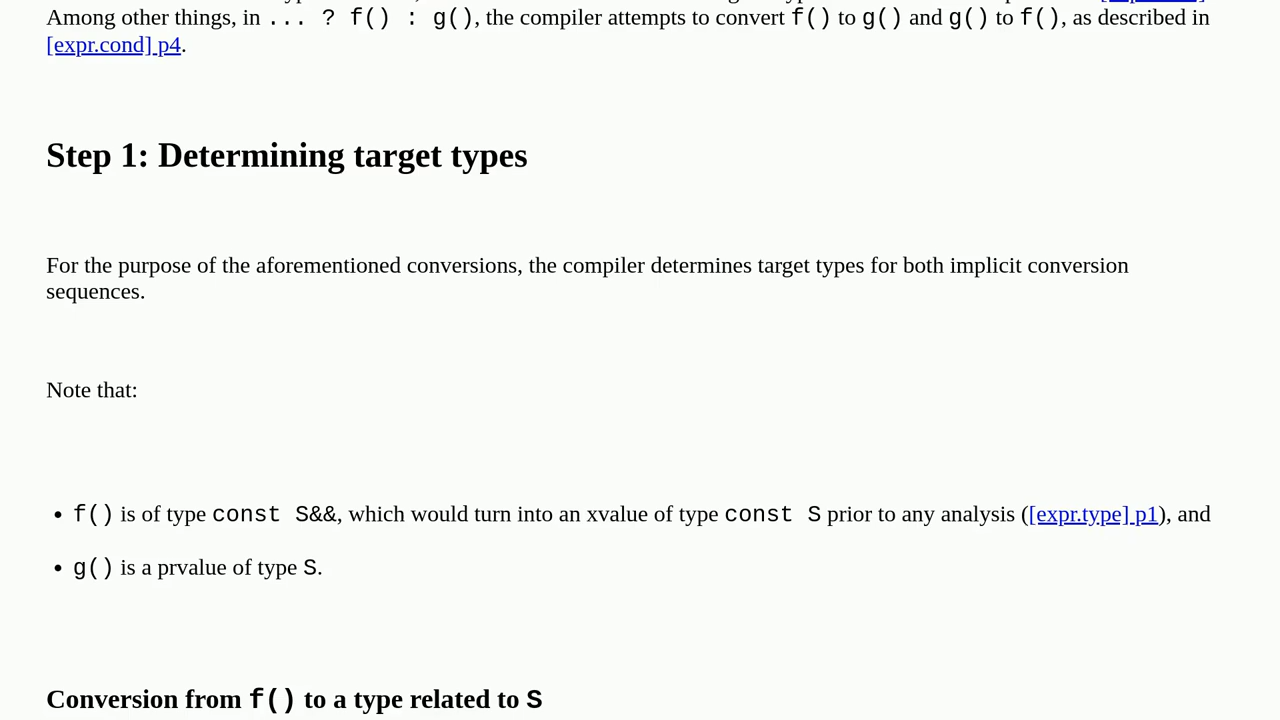 Among other things, in ... ? f() : g(), the compiler attempts to convert f() to g() and g() to f(), as described in
[expr.cond] p4.
Step 1: Determining target types
For the purpose of the aforementioned conversions, the compiler determines target types for both implicit conversion
sequences.
Note that:
• f() is of type const S&&, which would turn into an xvalue of type const S prior to any analysis ([expr.type] p1), and
• g() is a prvalue of type S.
Conversion from f() to a type related to S